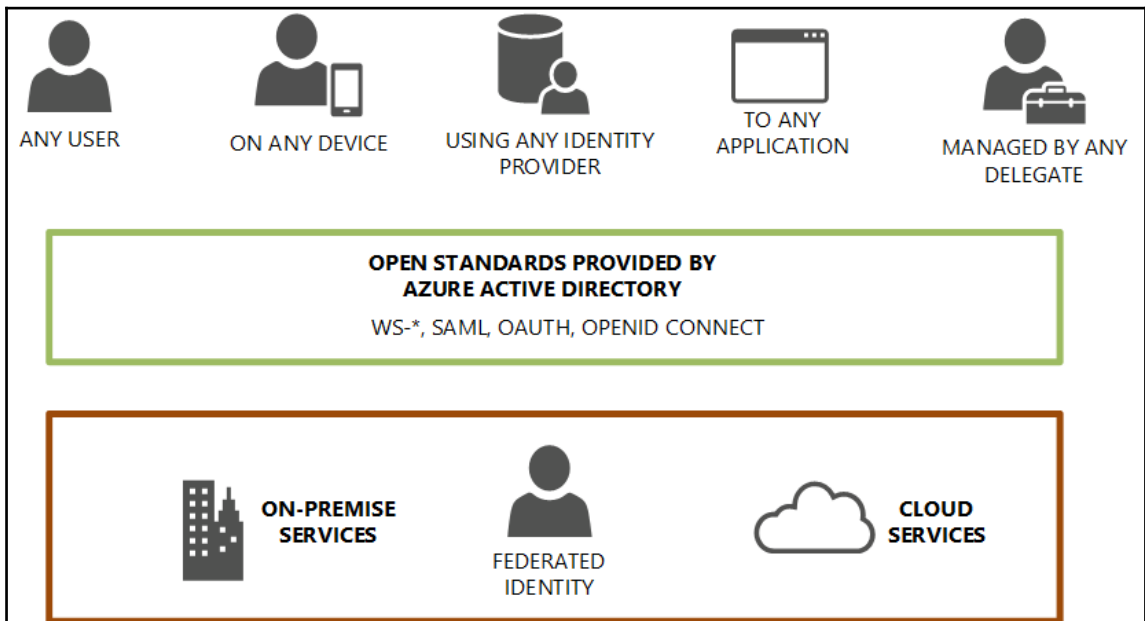 ANY USER
ON ANY DEVICE
USING ANY IDENTITY
PROVIDER
TO ANY
APPLICATION
MANAGED BY ANY
DELEGATE
OPEN STANDARDS PROVIDED BY
AZURE ACTIVE DIRECTORY
WS-*, SAML, OAUTH, OPENID CONNECT
ON-PREMISE
SERVICES
FEDERATED
IDENTITY
CLOUD
SERVICES